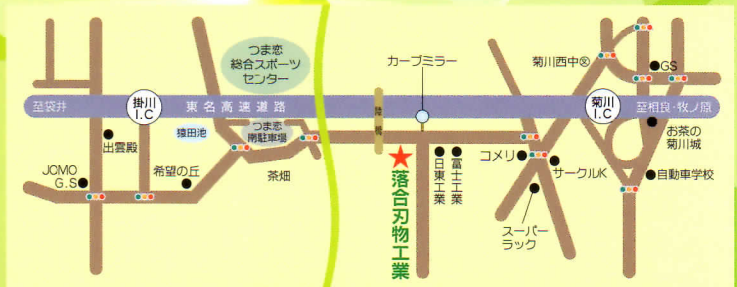 つま恋
総合スポーツ
センター
カーブミラー
菊川西中㊋
GS
至袋井
掛川
I.C
東名高速道路
陸橋
菊川
I.C
至相良・牧ノ原
出雲殿
猿田池
つま恋
南駐車場
お茶の
菊川城
JOMO
G.S
希望の丘
茶畑
落合刃物工業
日東工業
富士工業
コメリ
サークルK
自動車学校
スーパー
ラック